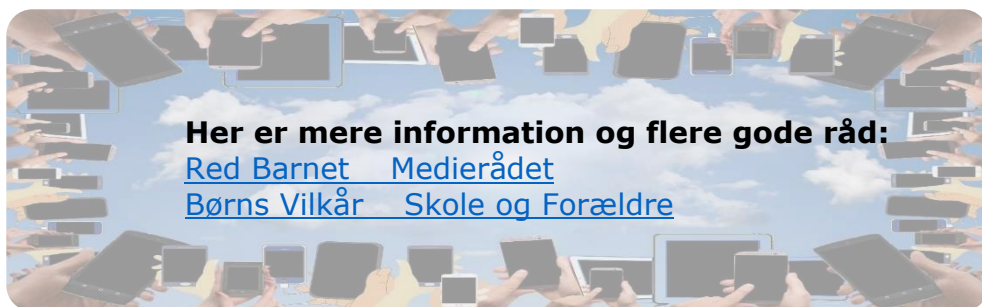 Her er mere information og flere gode råd:
Red Barnet    Medierådet
Børns Vilkår    Skole og Forældre